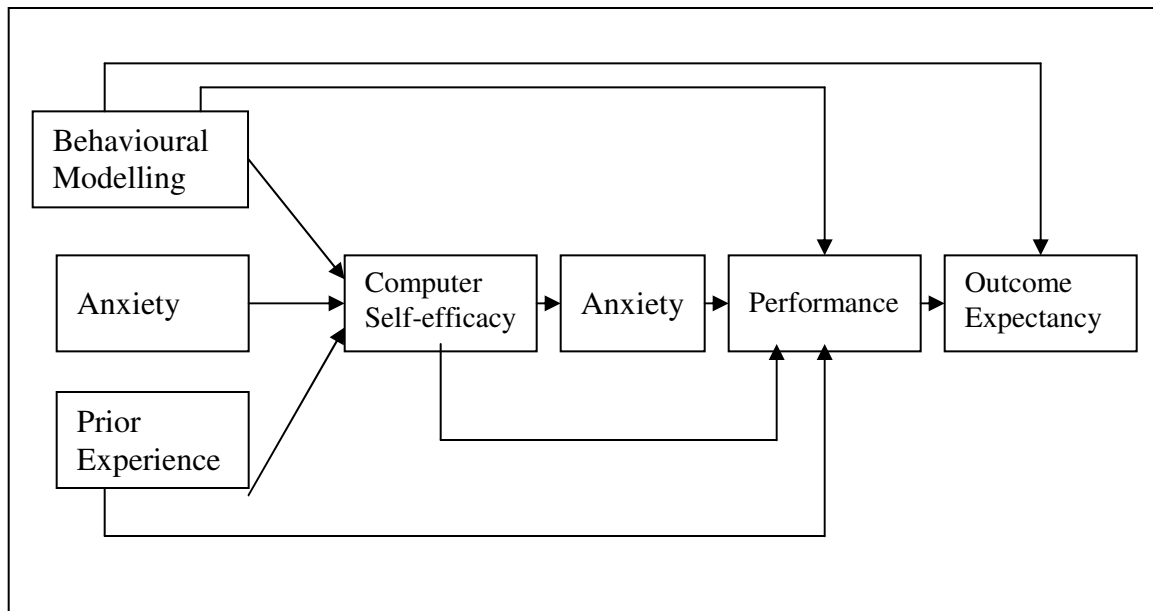 Behavioural
Modelling
Anxiety
Computer
Self-efficacy
Anxiety
Performance
Outcome
Expectancy
Prior
Experience